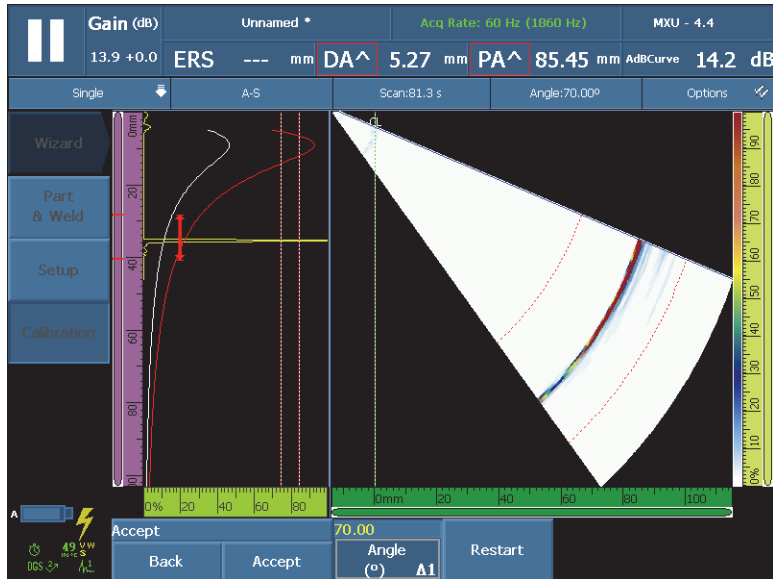 Gain (dB)
Unnamed *
Acq Rate: 60 Hz (1860 Hz)
MXU - 4.4
13.9 +0.0
ERS --- mm
DA^ 5.27 mm
PA^ 85.45 mm
AdBCurve 14.2 dB
Single
A-S
Scan:81.3 s
Angle:70.00º
Options
Wizard
Part
& Weld
Setup
Calibration
0mm
20
40
60
80
0%
20
40
60
80
CL
0mm
20
40
60
80
100
90
80
70
60
50
40
30
20
10
0%
A
49
DGS
Accept
Back
Accept
70.00
Angle
(º) Δ1
Restart